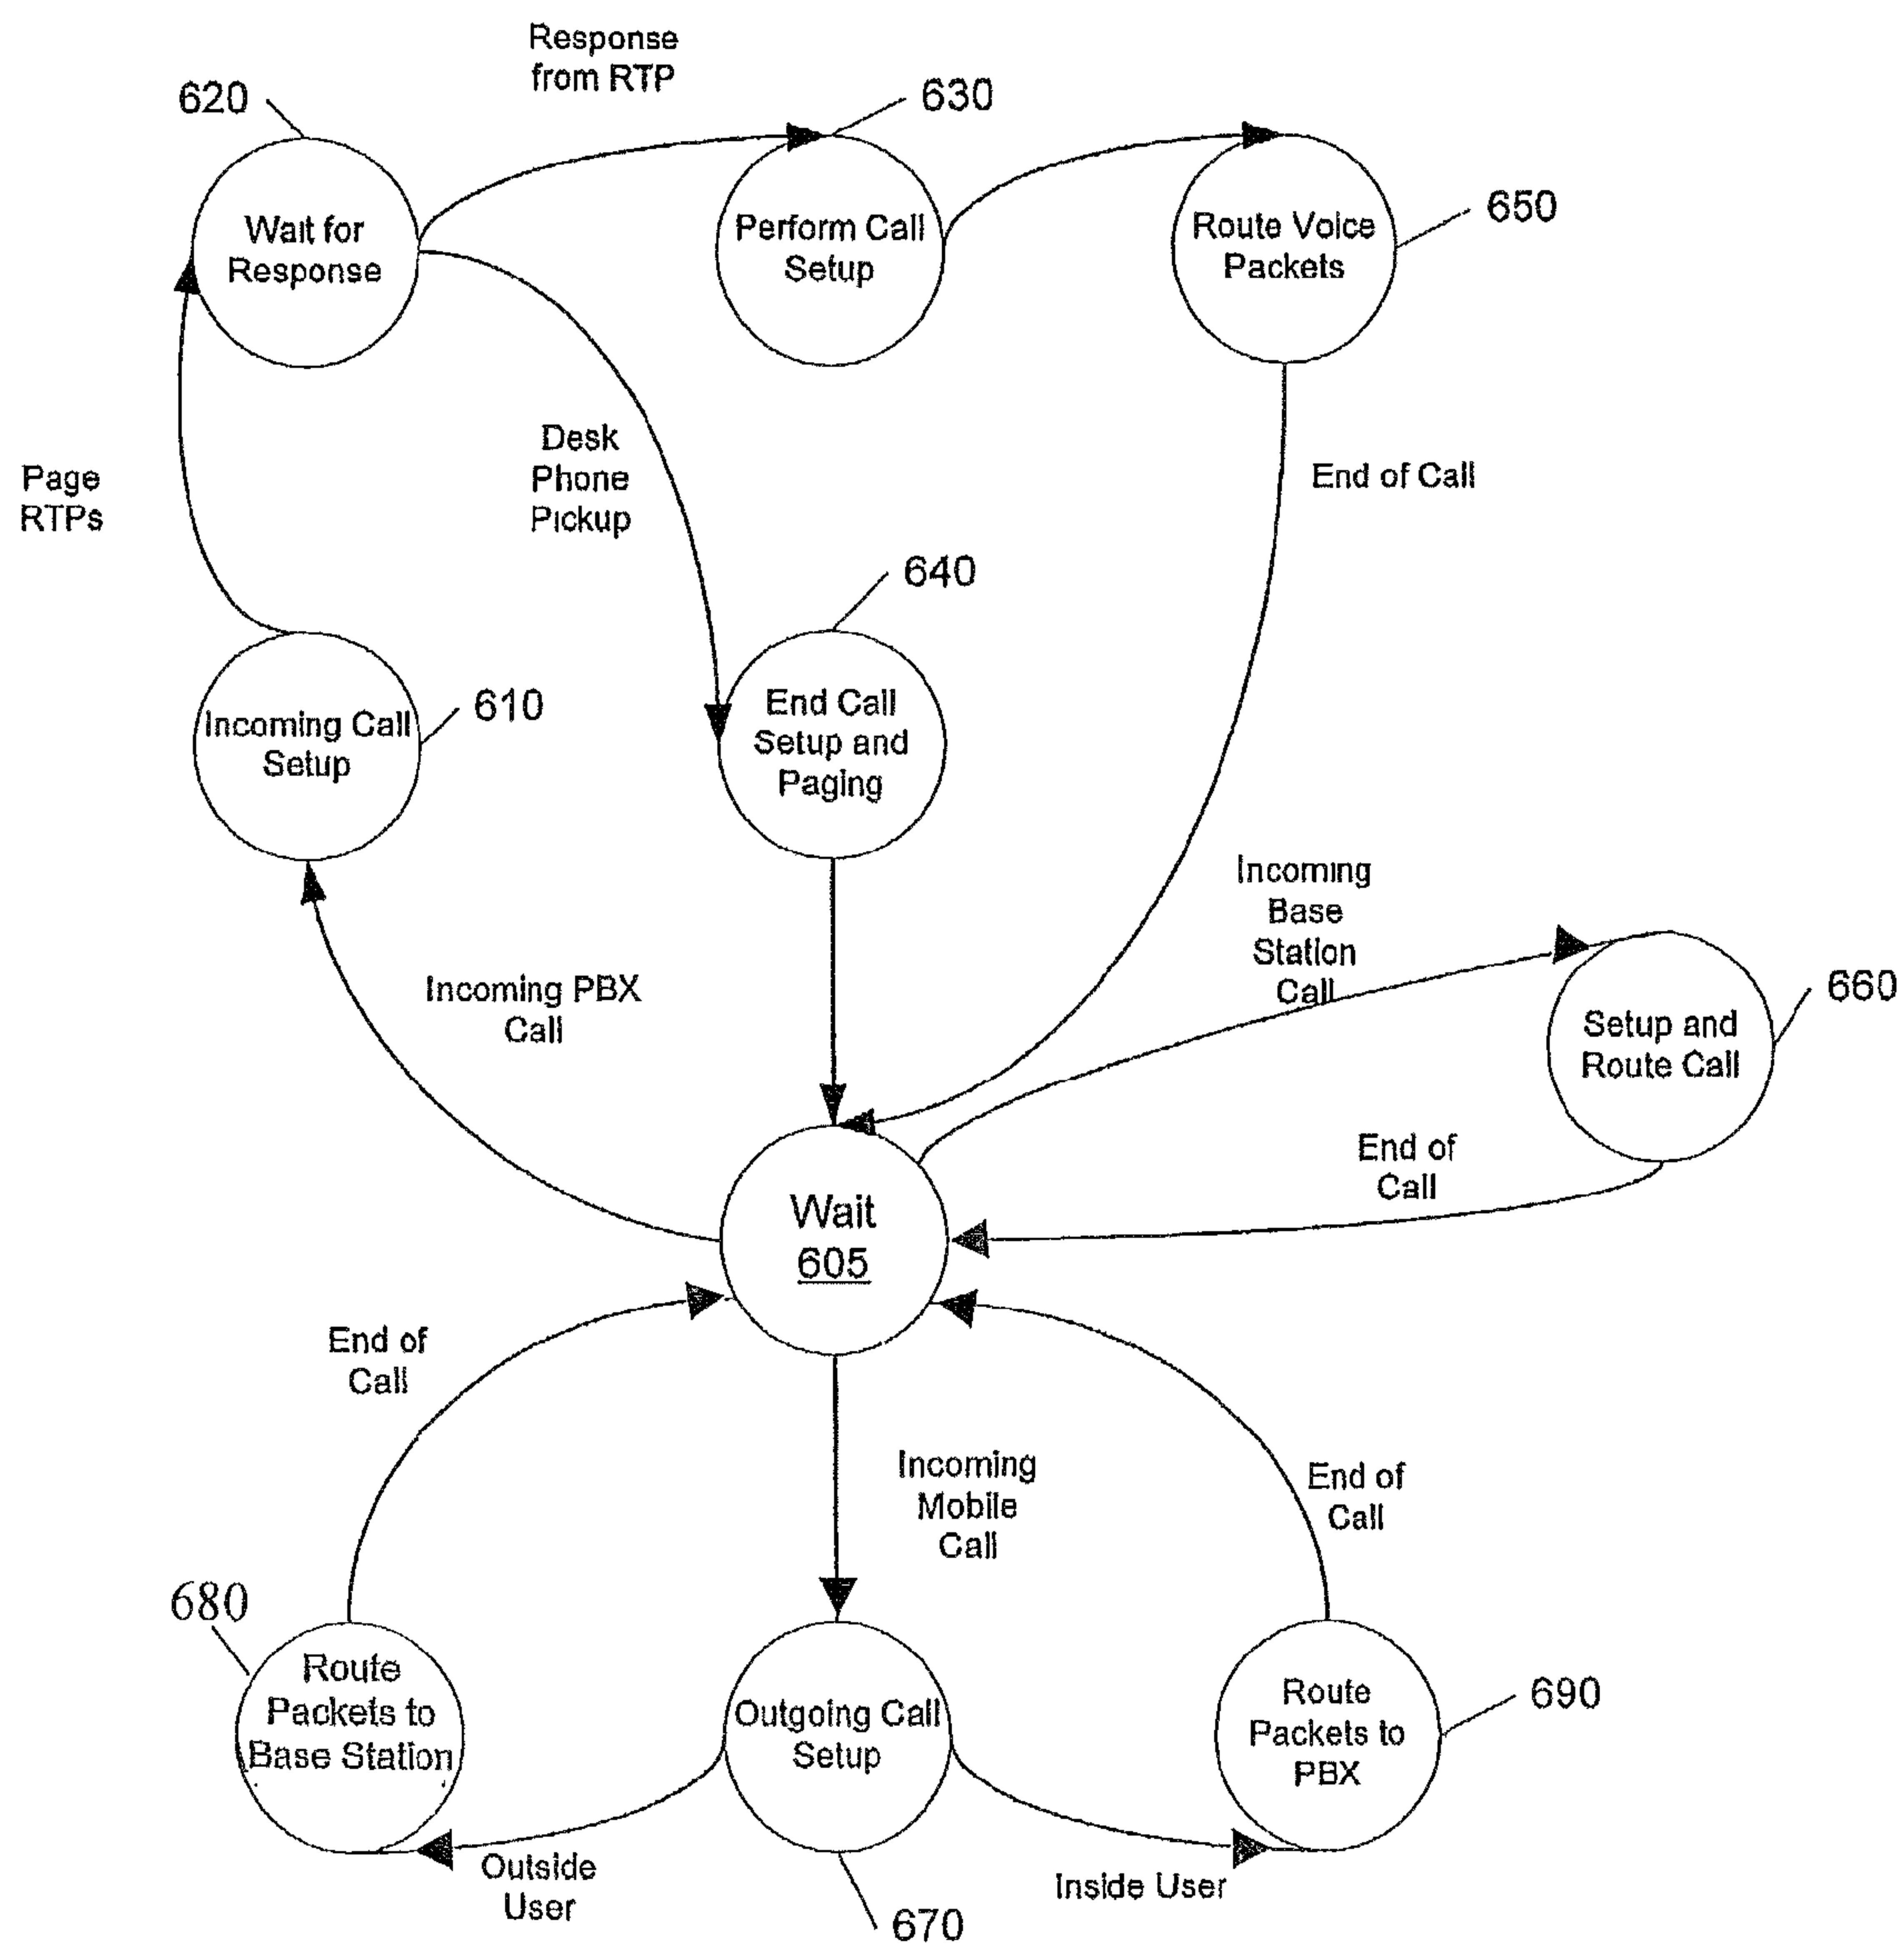 Response
from RTP
620
630
Wait for
Response
Perform Call
Setup
Route Voice
Packets
650
Page
RTPs
Desk
Phone
Pickup
End of Call
640
Incoming Call
Setup
610
End Call
Setup and
Paging
Incoming PBX
Call
Incoming
Base
Station
Call
660
Setup and
Route Call
End of
Call
Wait
605
End of
Call
Incoming
Mobile
Call
End of
Call
680
Route
Packets to
Base Station
Outgoing Call
Setup
Route
Packets to
PBX
690
Outside
User
Inside User
670